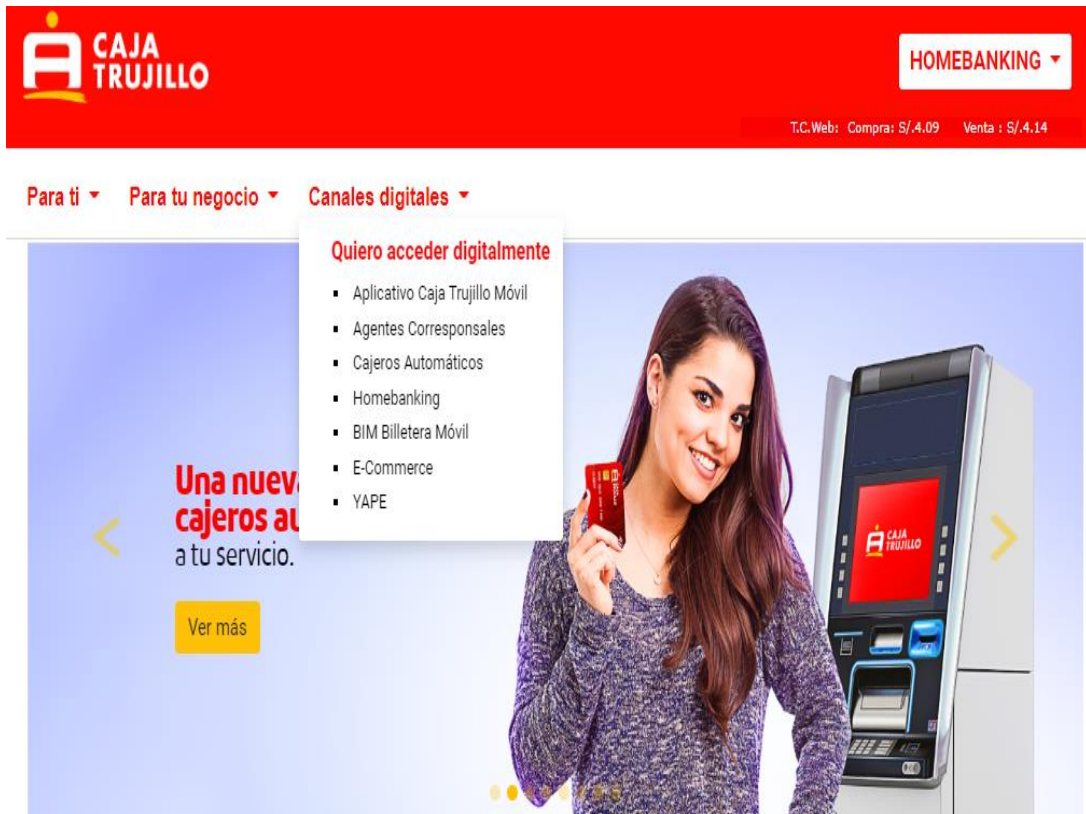 CAJA
TRUJILLO
HOMEBANKING
T.C.Web: Compra: S/.4.09 Venta : S/.4.14
Para ti
Para tu negocio
Canales digitales
Quiero acceder digitalmente
Aplicativo Caja Trujillo Móvil
Agentes Corresponsales
Cajeros Automáticos
Homebanking
BIM Billetera Móvil
E-Commerce
YAPE
Una nuev
cajeros au
a tu servicio.
Ver más
CAJA
TRUJILLO